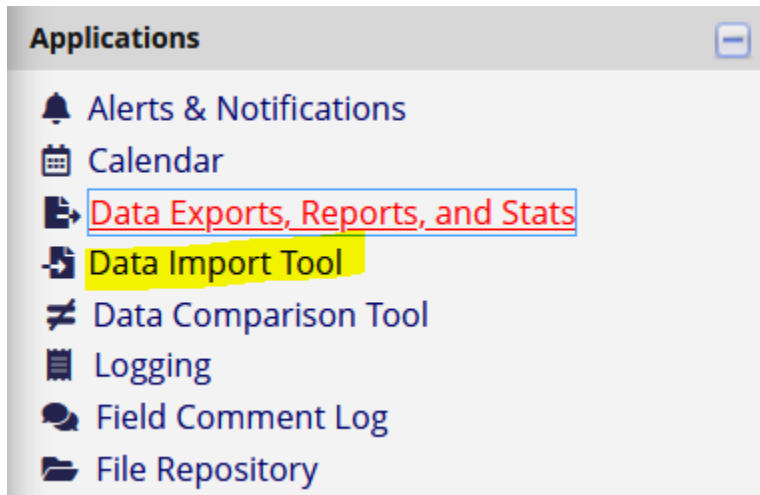 Applications
Alerts & Notifications
Calendar
Data Exports, Reports, and Stats
Data Import Tool
Data Comparison Tool
Logging
Field Comment Log
File Repository